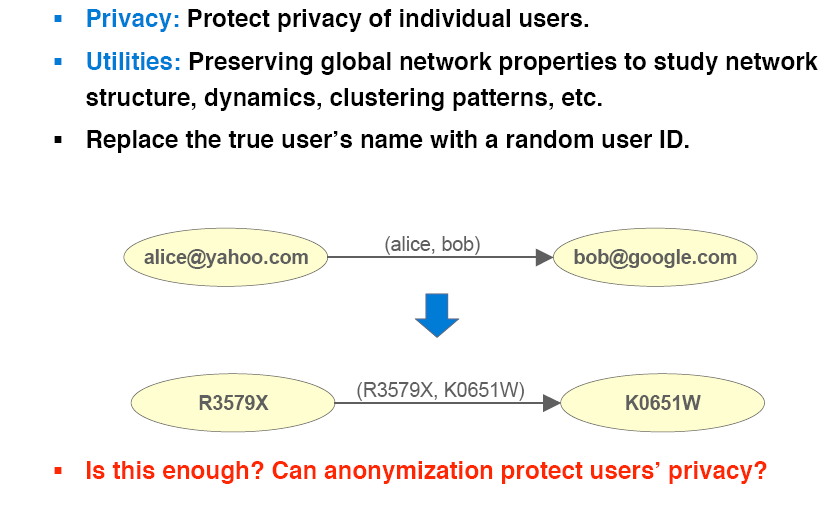 Privacy: Protect privacy of individual users.
Utilities: Preserving global network properties to study network
structure, dynamics, clustering patterns, etc.
Replace the true user's name with a random user ID.
alice@yahoo.com
(alice, bob)
bob@google.com
R3579X
(R3579X, K0651W)
K0651W
Is this enough? Can anonymization protect users' privacy?